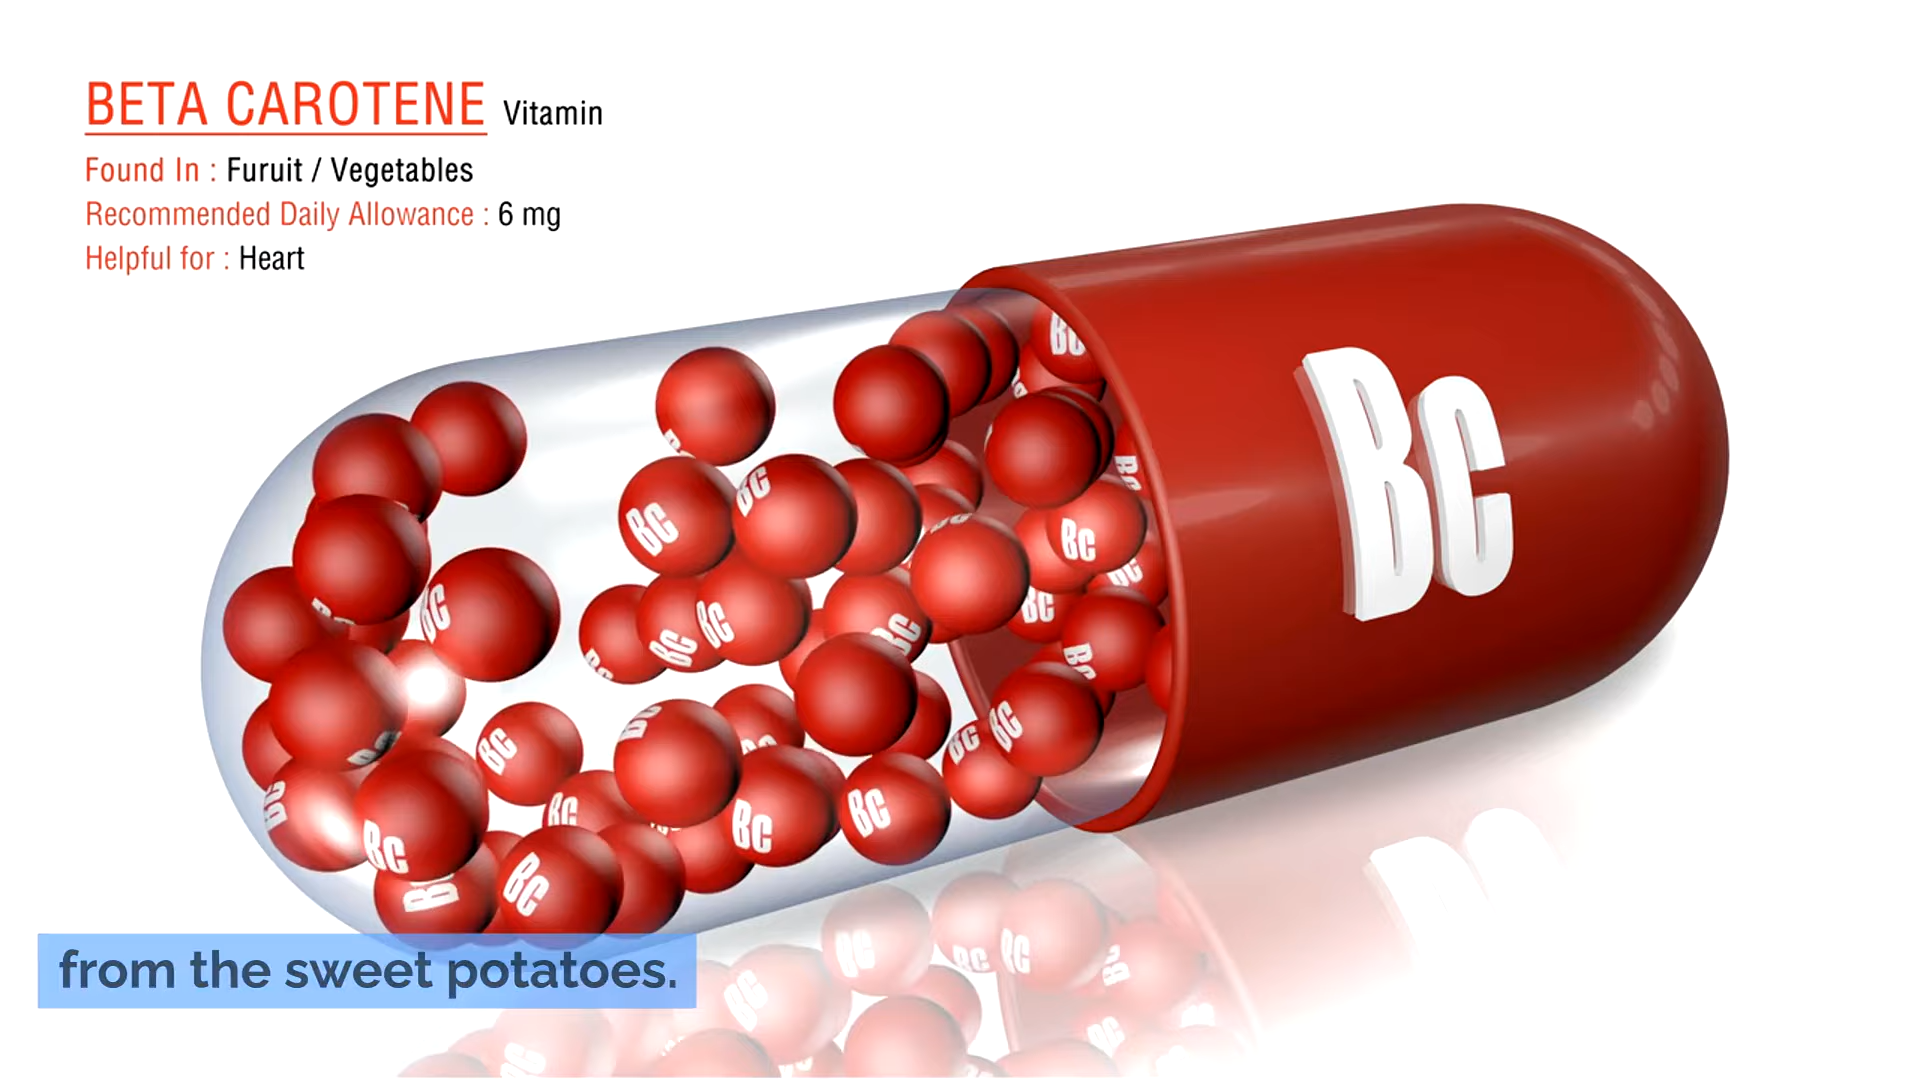 BETA CAROTENE Vitamin
Found In : Furuit / Vegetables
Recommended Daily Allowance : 6 mg
Helpful for : Heart
Bc
from the sweet potatoes.